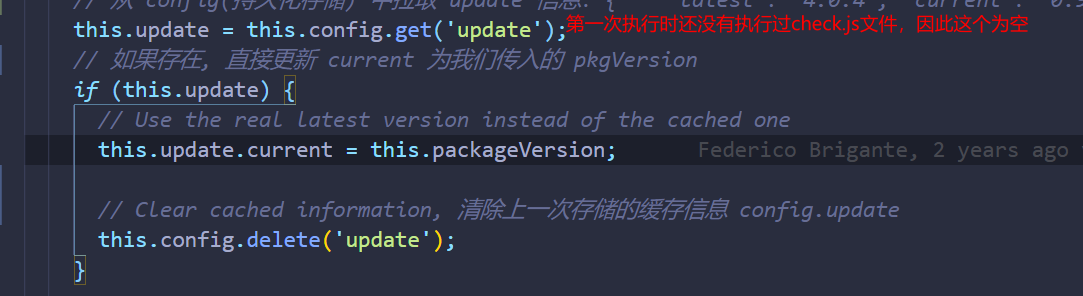 // 从 config(持久化存储) 中拉取 update 信息: { "latest": "4.0.4", "current": "0.9
this.update = this.config.get('update');第一次执行时还没有执行过check.js文件，因此这个为空
// 如果存在, 直接更新 current 为我们传入的 pkgVersion
if (this.update) {
// Use the real latest version instead of the cached one
this.update.current = this.packageVersion; Federico Brigante, 2 years ago
// Clear cached information, 清除上一次存储的缓存信息 config.update
this.config.delete('update');
}